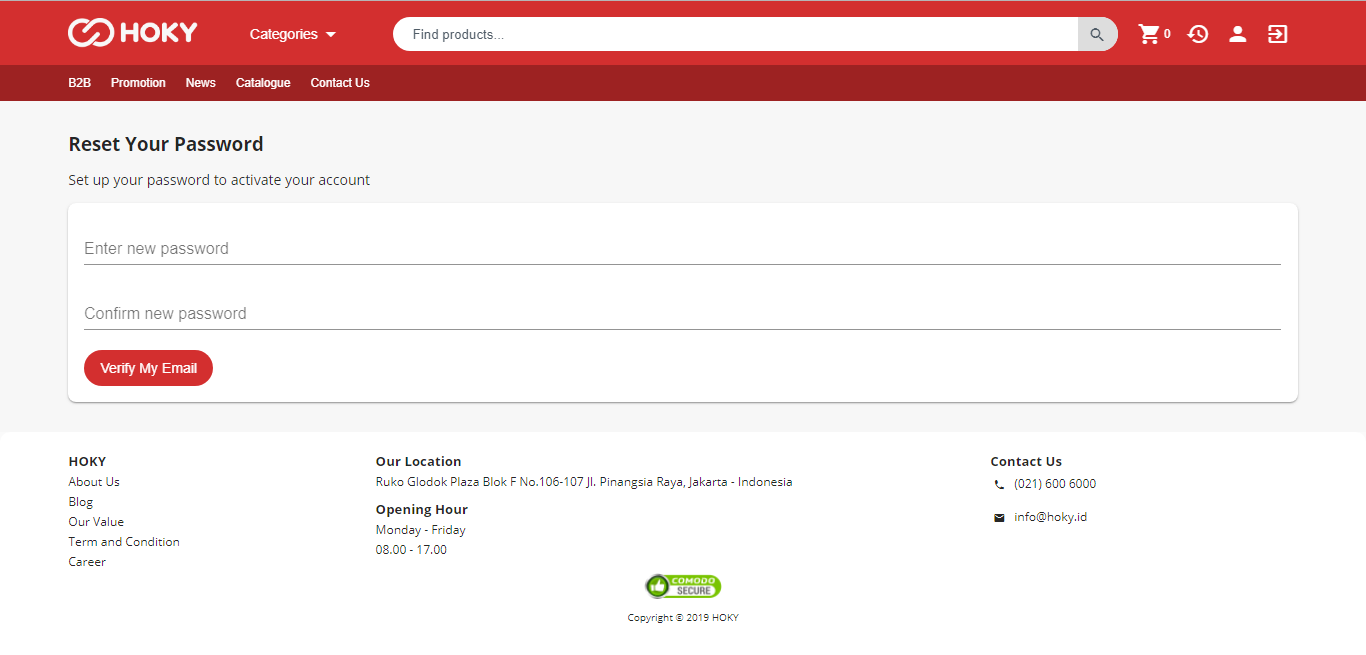 HOKY
Categories
Find products...
0
B2B
Promotion
News
Catalogue
Contact Us
Reset Your Password
Set up your password to activate your account
Enter new password
Confirm new password
Verify My Email
HOKY
About Us
Blog
Our Value
Term and Condition
Career
Our Location
Ruko Glodok Plaza Blok F No.106-107 Jl. Pinangsia Raya, Jakarta - Indonesia
Opening Hour
Monday - Friday
08.00 - 17.00
Contact Us
(021) 600 6000
info@hoky.id
COMODO
SECURE
Copyright © 2019 HOKY